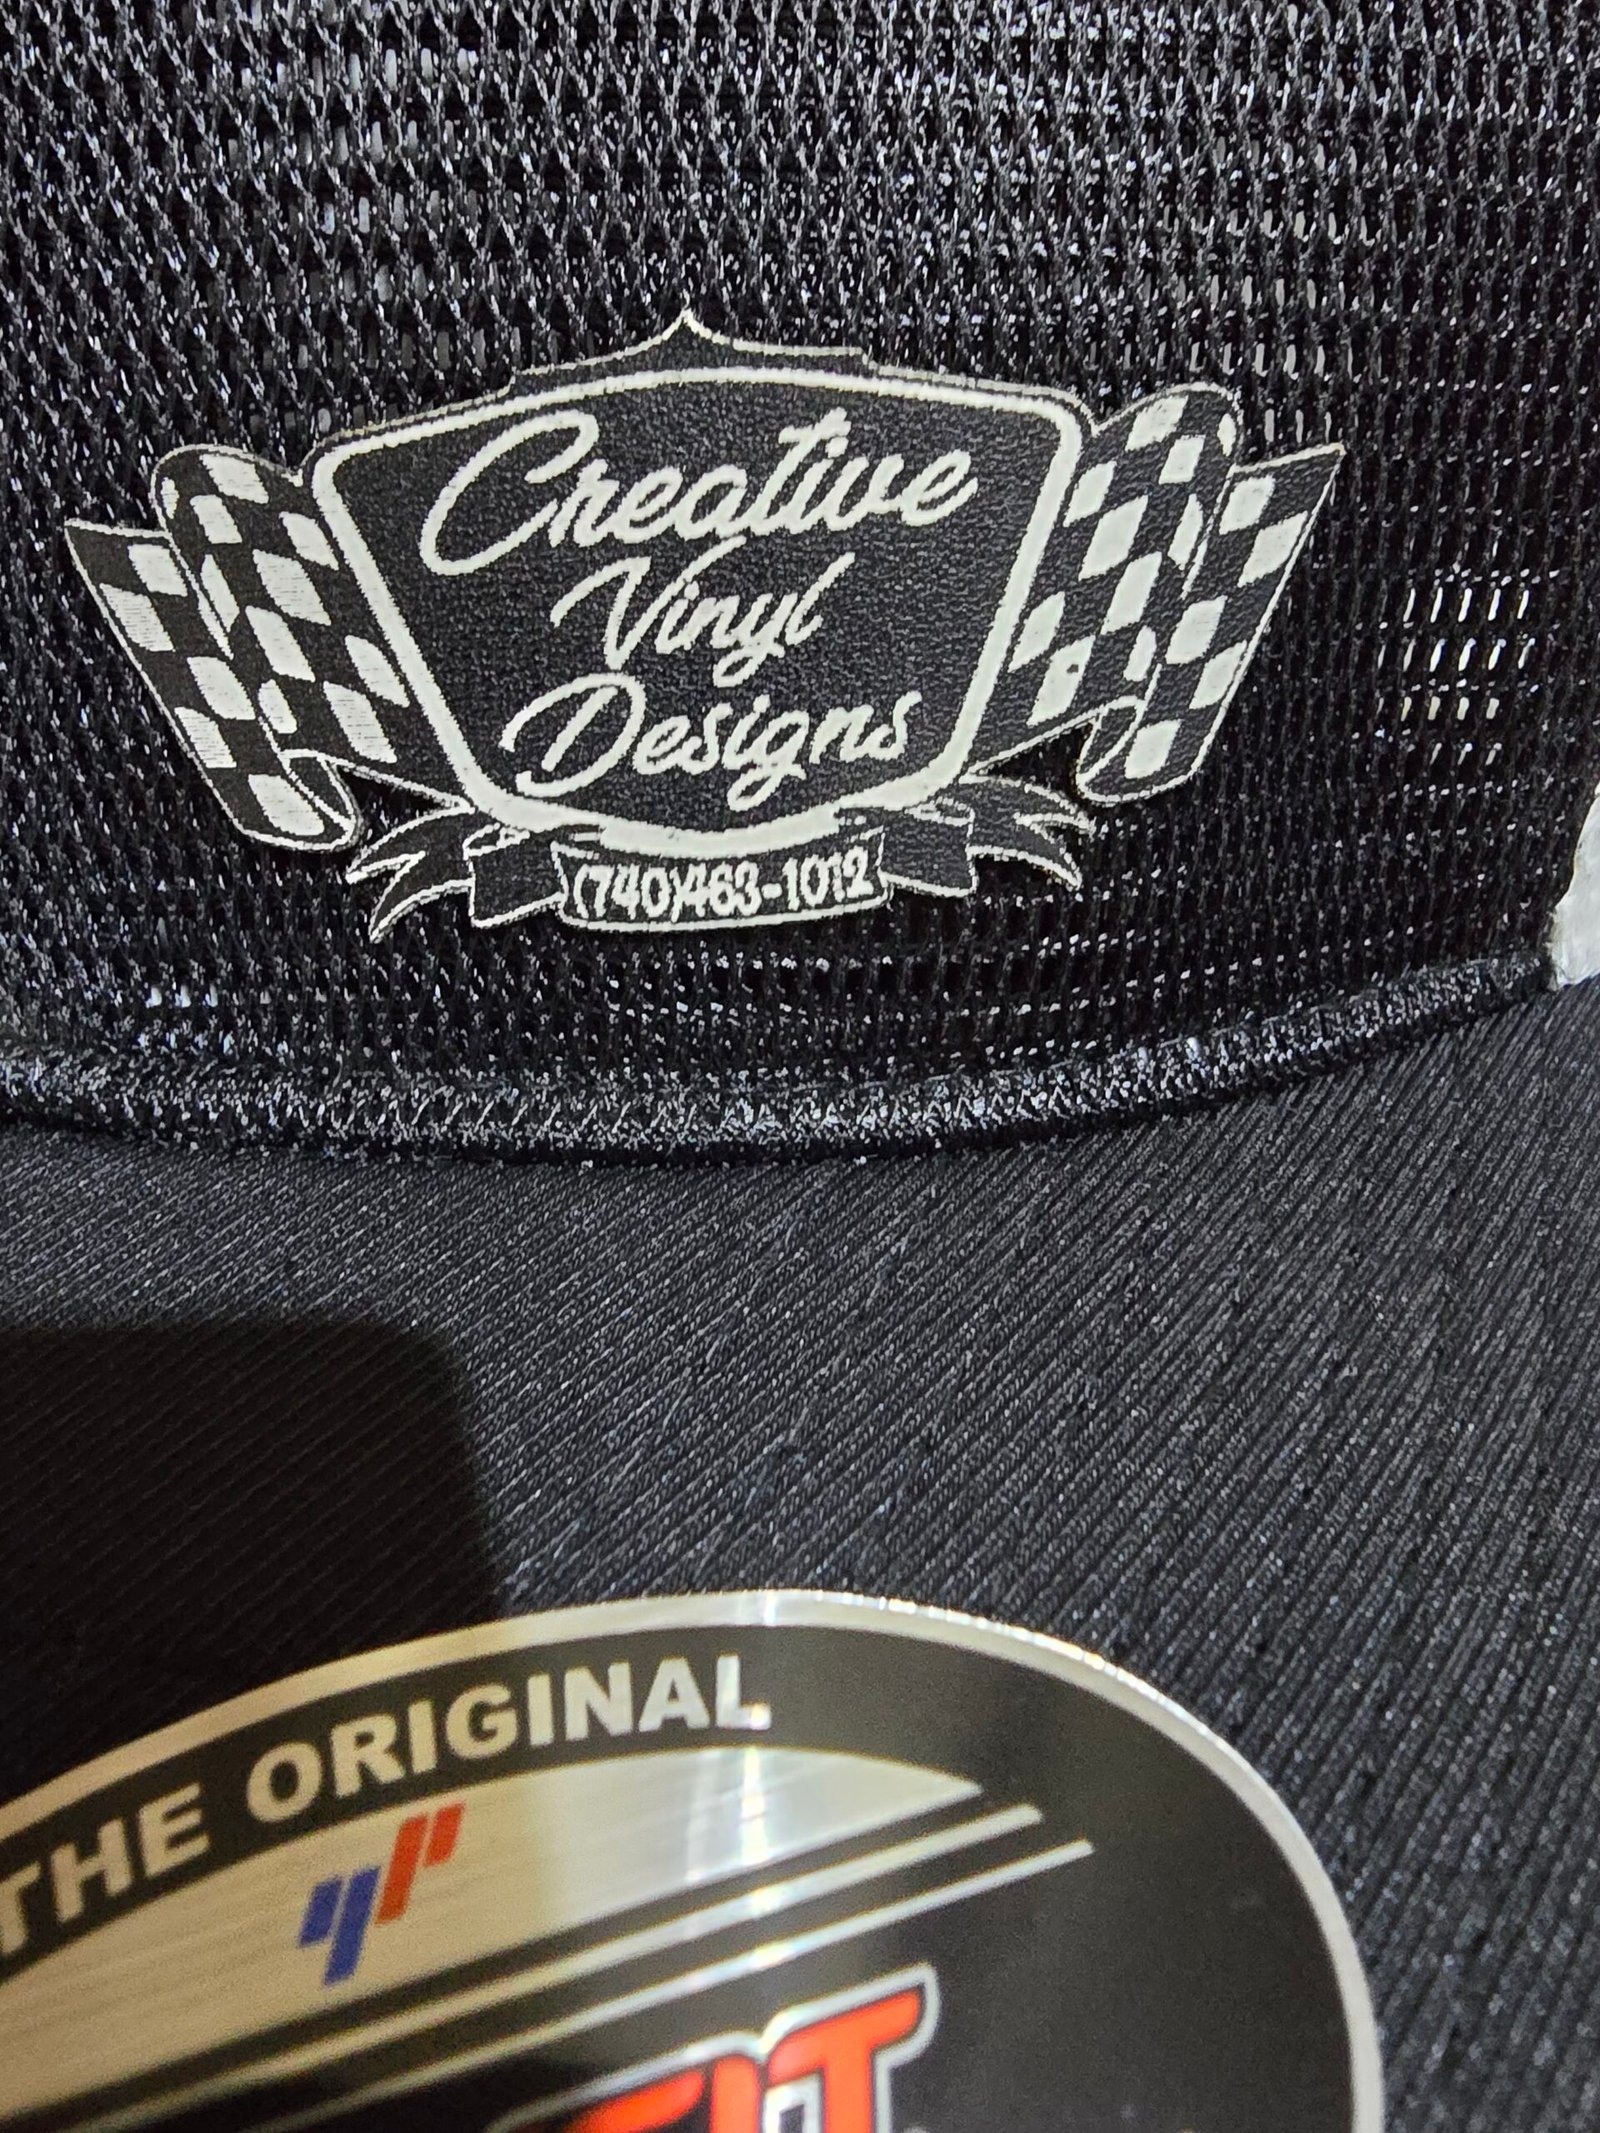 Creative
Vinyl
Designs
(740)463-1012
THE ORIGINAL